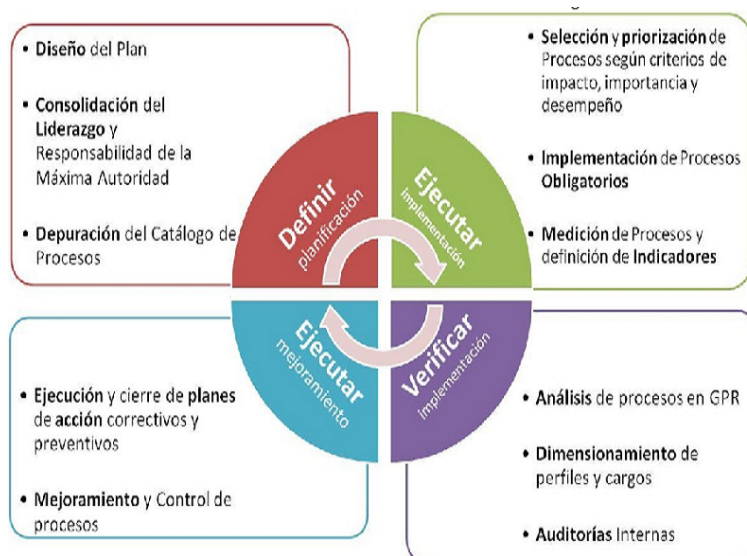 • Diseño del Plan
• Consolidación del
Liderazgo y
Responsabilidad de la
Máxima Autoridad
• Depuración del Catálogo de
Procesos
• Selección y priorización de
Procesos según criterios de
impacto, importancia y
desempeño
• Implementación de Procesos
Obligatorios
• Medición de Procesos y
definición de Indicadores
Definir
planificación
Ejecutar
implementación
Ejecutar
mejoramiento
Verificar
implementación
• Ejecución y cierre de planes
de acción correctivos y
preventivos
• Mejoramiento y Control de
procesos
• Análisis de procesos en GPR
• Dimensionamiento de
perfiles y cargos
• Auditorías Internas